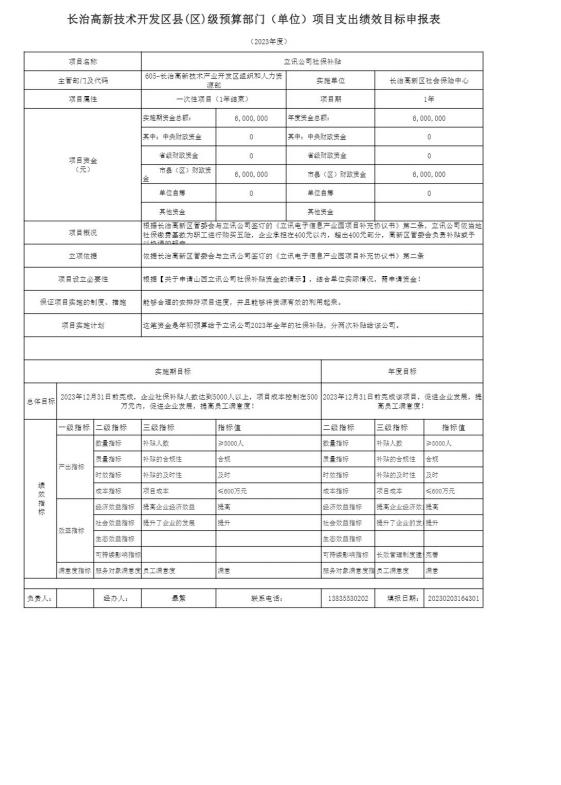 长治高新技术开发区县(区)级预算部门（单位）项目支出绩效目标申报表
（2023年度）
项目名称 立讯公司社保补贴
主管部门及代码 605-长治高新技术产业开发区组织和人力资源部 实施单位 长治高新区社会保险中心
项目属性 一次性项目（1年结束） 项目期 1年
项目资金（元） 实施期资金总额： 6,000,000 年度资金总额： 6,000,000
其中：中央财政资金 0 其中：中央财政资金 0
省级财政资金 0 省级财政资金 0
市县（区）财政资金 6,000,000 市县（区）财政资金 6,000,000
单位自筹 0 单位自筹 0
其他资金 其他资金
项目概况 根据长治高新区管委会与立讯公司签订的《立讯电子信息产业园项目补充协议书》第二条，立讯公司依当地
社保缴费基数为职工进行购买五险，企业承担在400元以内，超出400元部分，高新区管委会负责补贴或予
立项依据 依据长治高新区管委会与立讯公司签订的《立讯电子信息产业园项目补充协议书》第二条
项目设立必要性 根据【关于申请山西立讯公司社保补贴资金的请示】，结合单位实际情况，需申请资金！
保证项目实施的制度、措施 能够合理的安排好项目进度，并且能够将资源有效的利用起来。
项目实施计划 这笔资金是年初预算给予立讯公司2023年全年的社保补贴，分两次补贴给该公司。
实施期目标 年度目标
总体目标 2023年12月31日前完成，企业社保补贴人数达到5000人以上，项目成本控制在500万元内，促进企业发展，提高员工满意度！ 2023年12月31日前完成该项目，促进企业发展，提高员工满意度！
绩效指标 一级指标 二级指标 三级指标 指标值 二级指标 三级指标 指标值
产出指标 数量指标 补贴人数 ≥5000人 数量指标 补贴人数 ≥5000人
质量指标 补贴的合规性 合规 质量指标 补贴的合规性 合规
时效指标 补贴的及时性 及时 时效指标 补贴的及时性 及时
成本指标 项目成本 ≤600万元 成本指标 项目成本 ≤600万元
效益指标 经济效益指标 提高企业经济效益 提高 经济效益指标 提高企业经济效益 提高
社会效益指标 提升了企业的发展 提升 社会效益指标 提升了企业的发展 提升
生态效益指标 生态效益指标
可持续影响指标 可持续影响指标 长效管理制度建 完善
满意度指标 服务对象满意度 员工满意度 满意 服务对象满意度指 员工满意度 满意
负责人： 经办人： 暴繁 联系电话： 13835530202 填报日期： 20230203164301